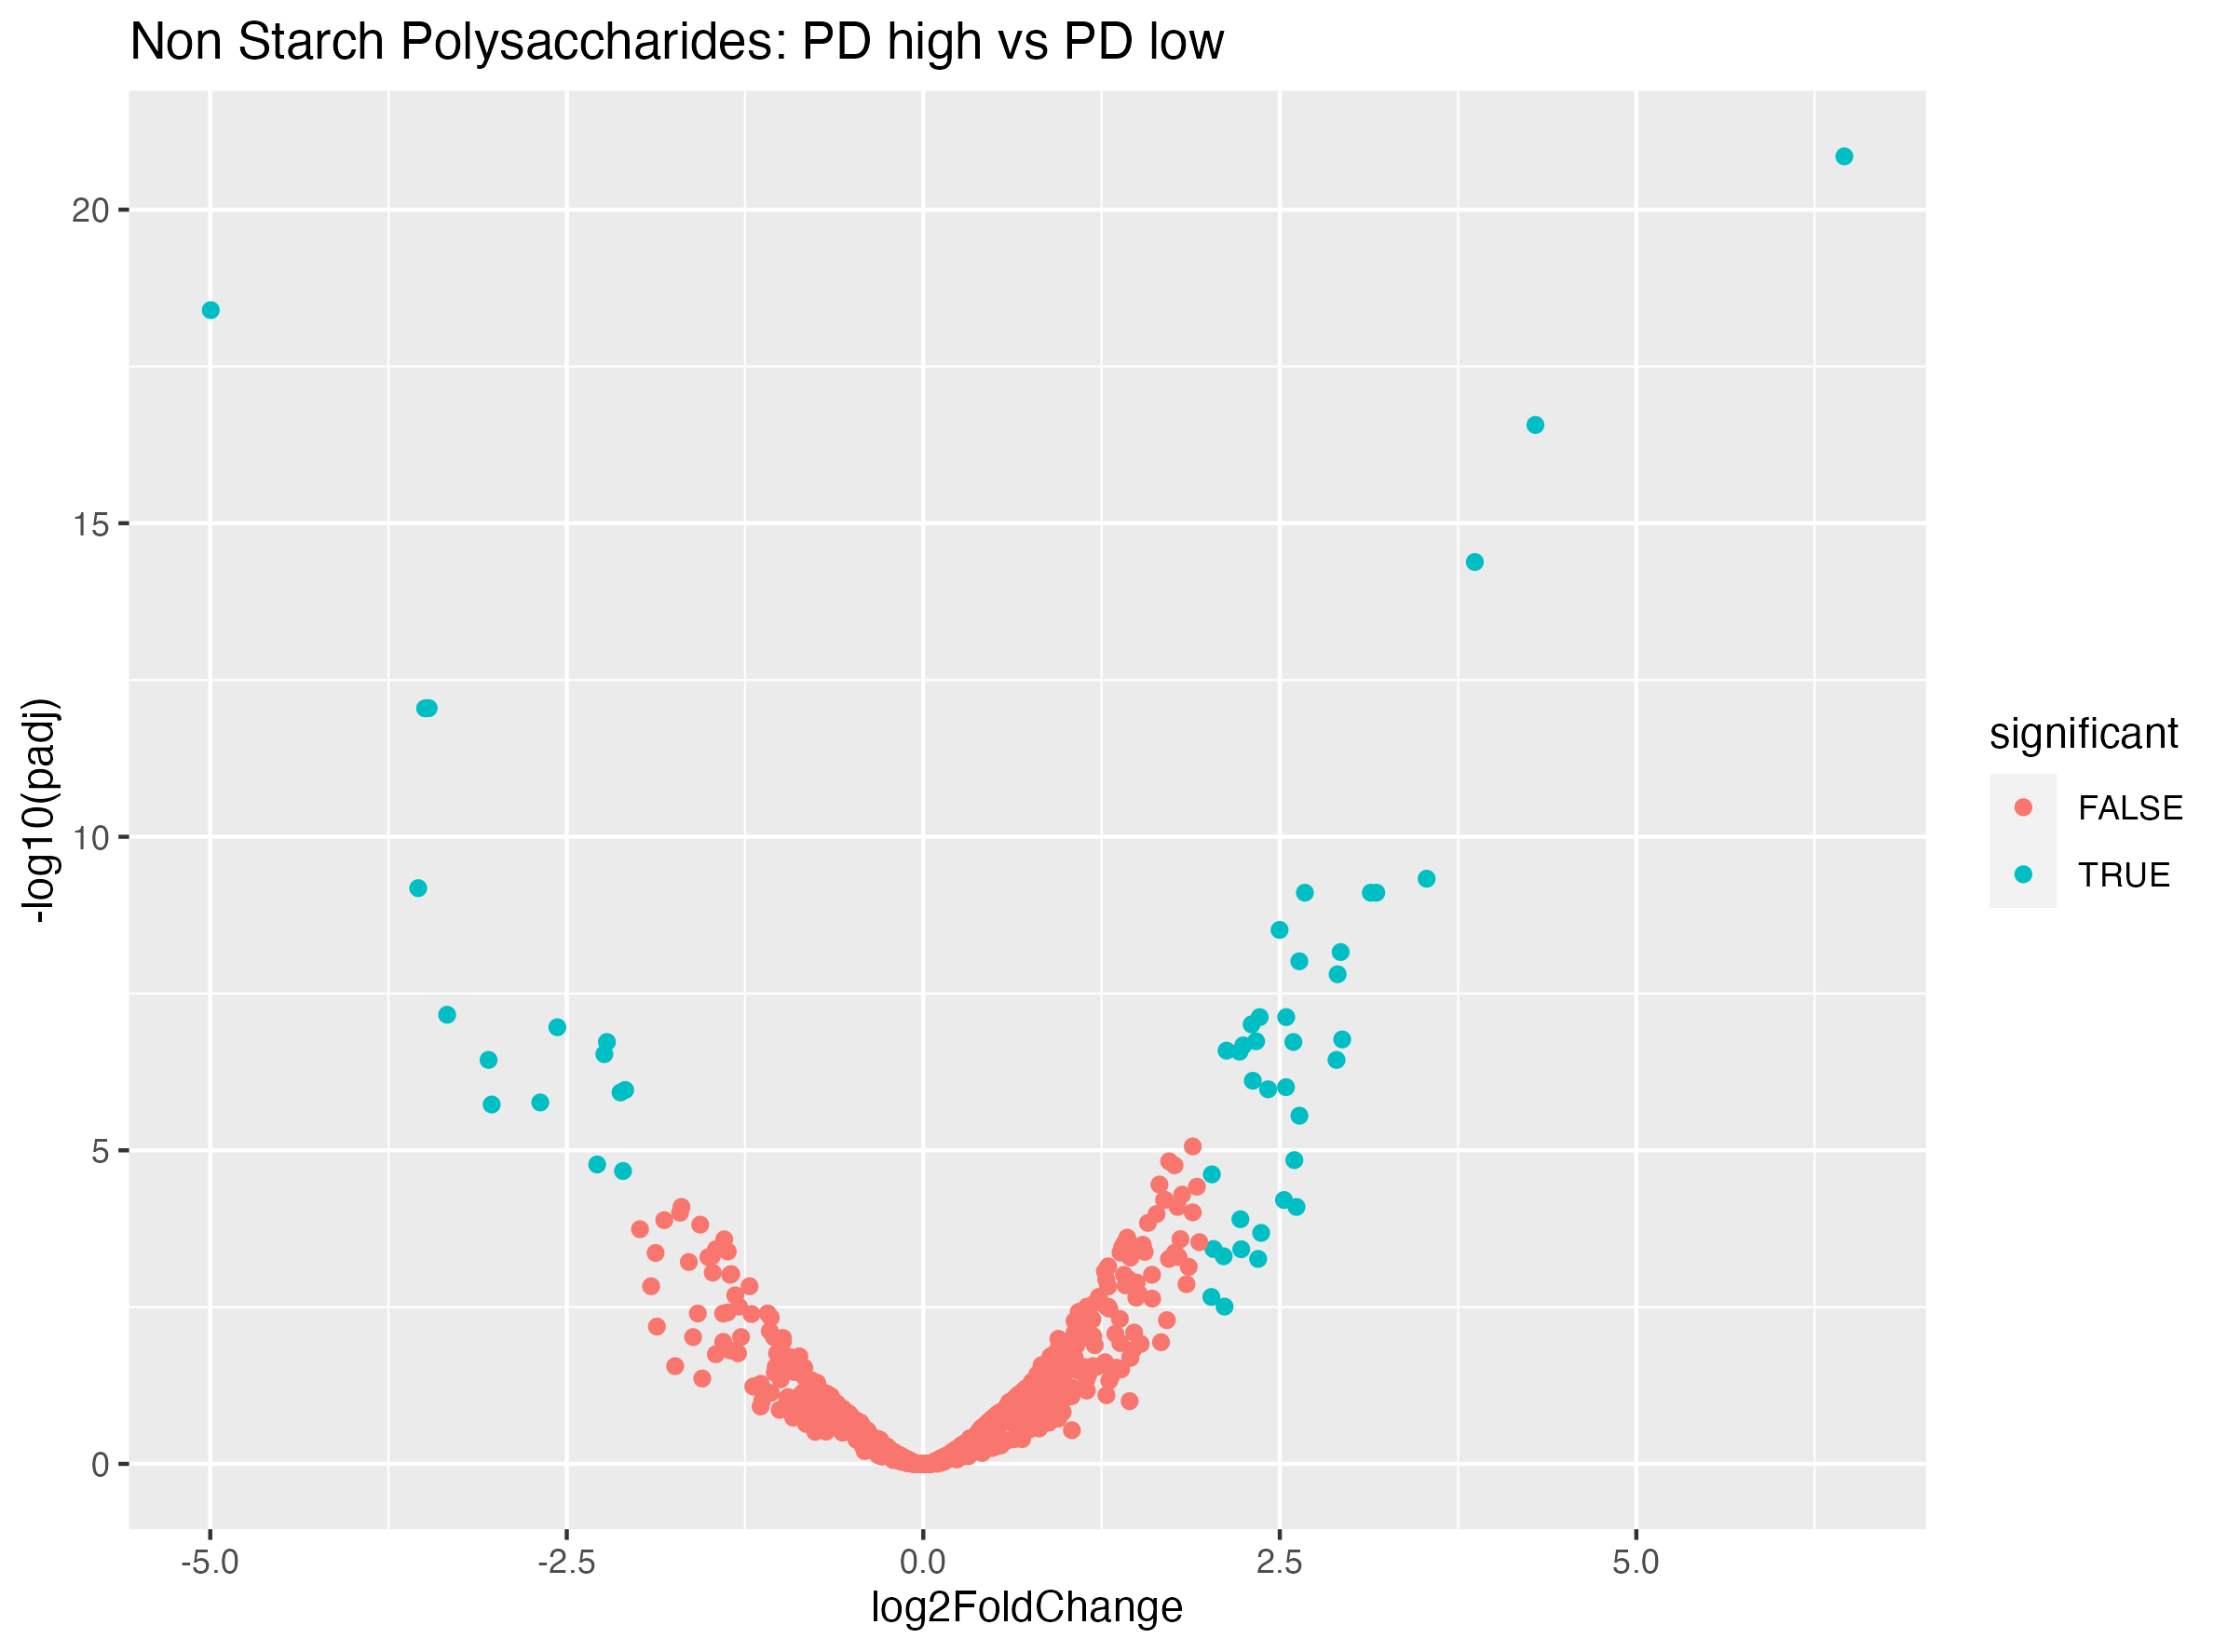 Non Starch Polysaccharides: PD high vs PD low
-log10(padj)
20
15
10
5
0
-5.0
-2.5
0.0
2.5
5.0
log2FoldChange
significant
FALSE
TRUE